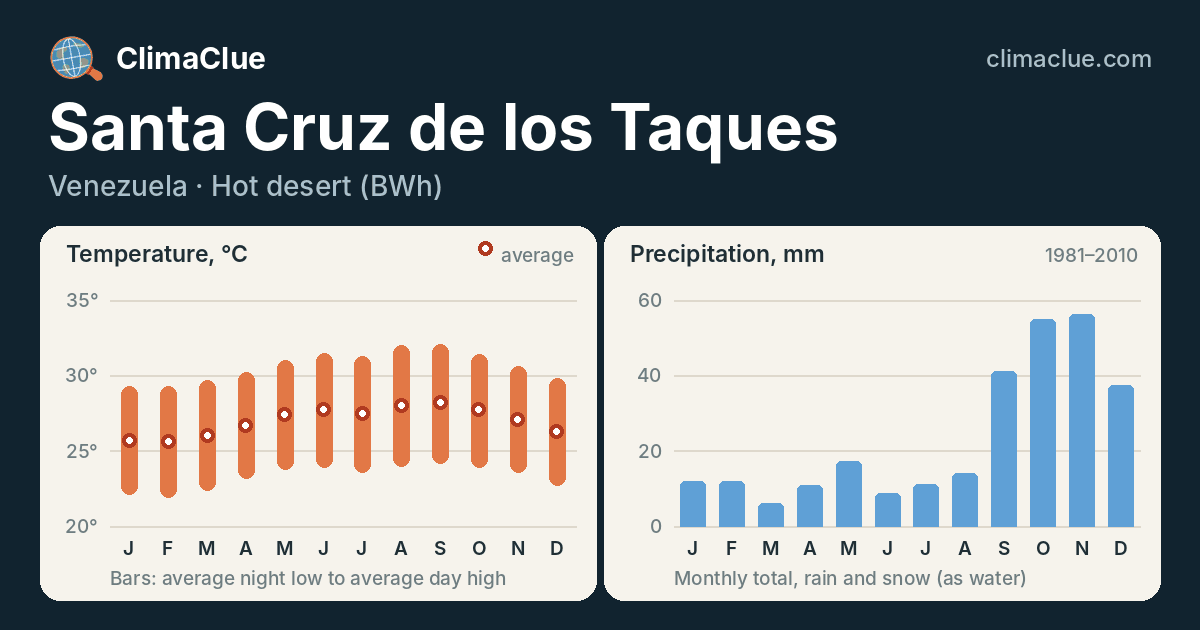 ClimaClue
climaclue.com
Santa Cruz de los Taques
Venezuela · Hot desert (BWh)
Temperature, °C
average
35°
30°
25°
20°
J F M A M J J A S O N D
Bars: average night low to average day high
Precipitation, mm
1981–2010
60
40
20
0
J F M A M J J A S O N D
Monthly total, rain and snow (as water)